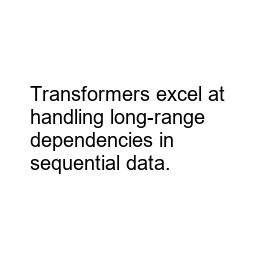 Transformers excel at
handling long-range
dependencies in
sequential data.